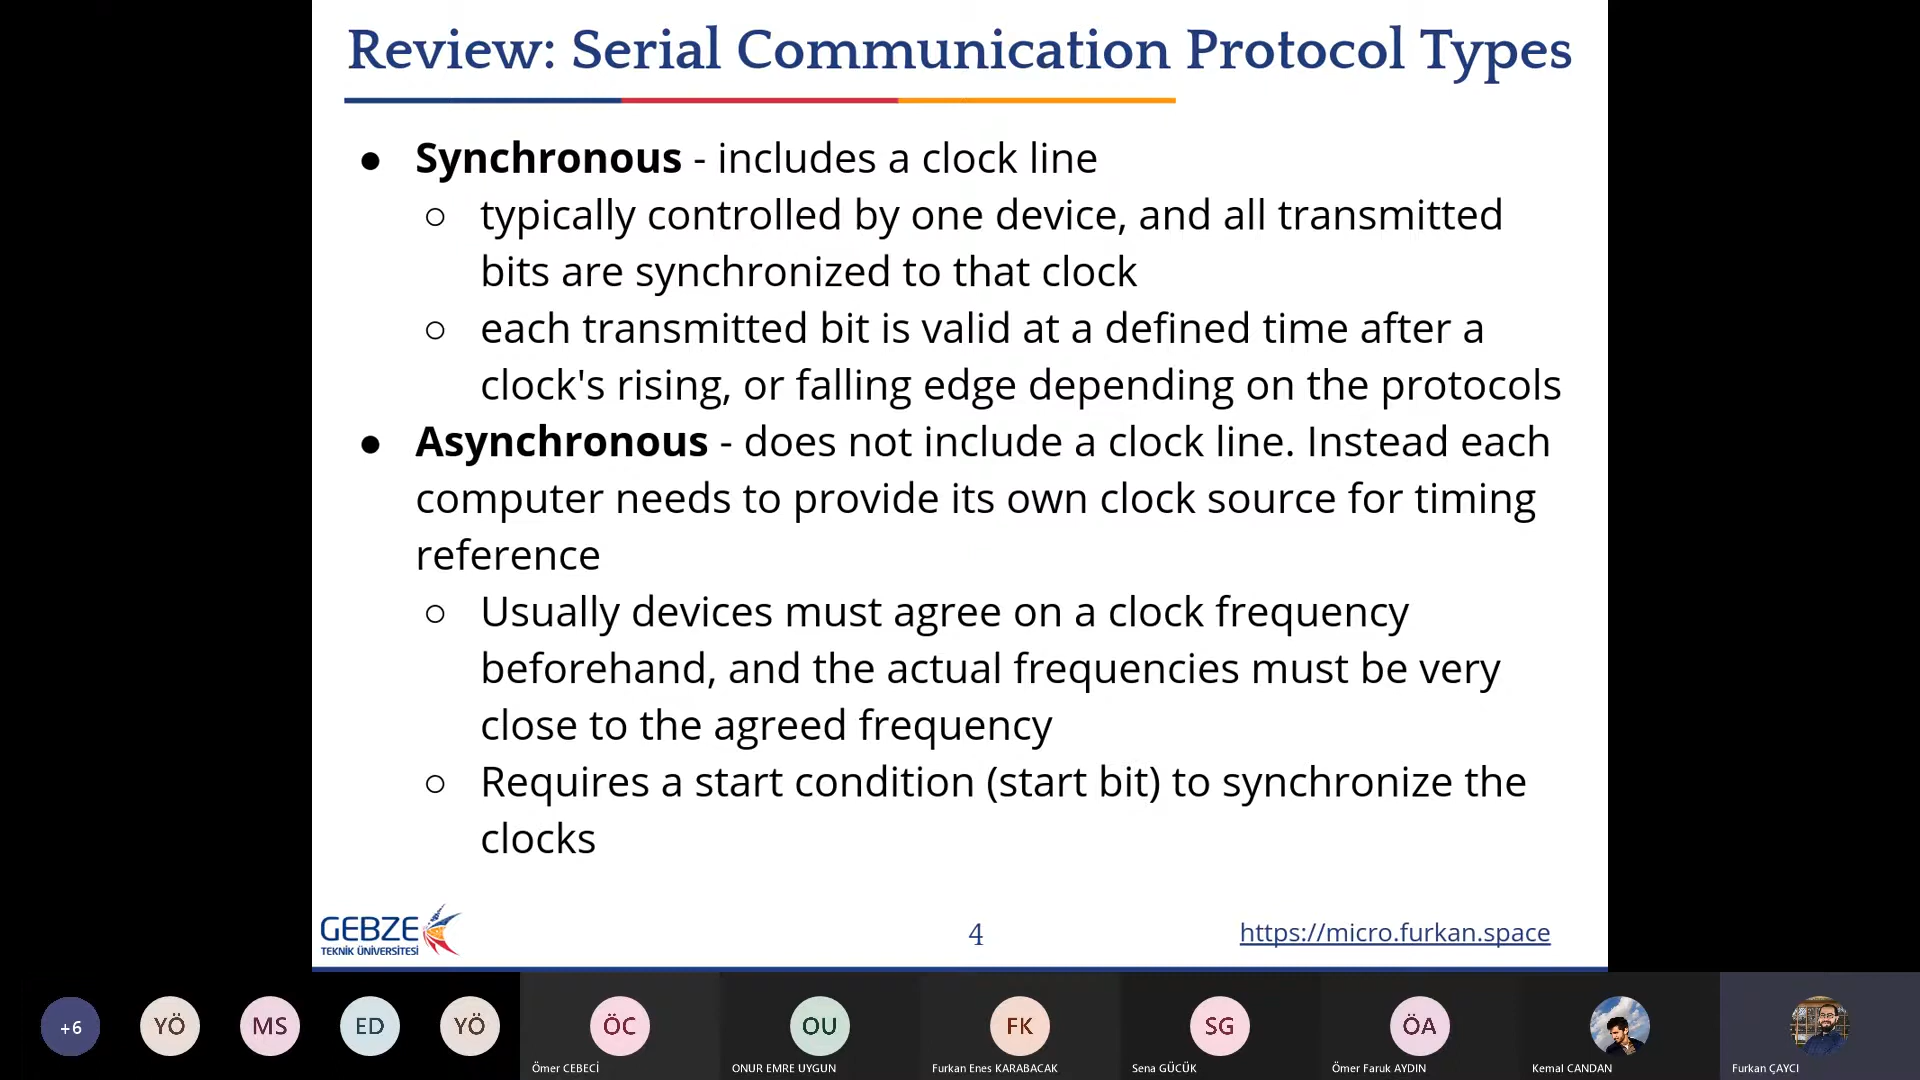 Review: Serial Communication Protocol Types
● Synchronous - includes a clock line
○ typically controlled by one device, and all transmitted
bits are synchronized to that clock
○ each transmitted bit is valid at a defined time after a
clock's rising, or falling edge depending on the protocols
● Asynchronous - does not include a clock line. Instead each
computer needs to provide its own clock source for timing
reference
○ Usually devices must agree on a clock frequency
beforehand, and the actual frequencies must be very
close to the agreed frequency
○ Requires a start condition (start bit) to synchronize the
clocks
GEBZE
TEKNİK ÜNİVERSİTESİ
4
https://micro.furkan.space
+6
YÖ
MS
ED
YÖ
ÖC
OU
FK
SG
ÖA
Ömer CEBECİ
ONUR EMRE UYGUN
Furkan Enes KARABACAK
Sena GÜCÜK
Ömer Faruk AYDIN
Kemal CANDAN
Furkan ÇAYCI